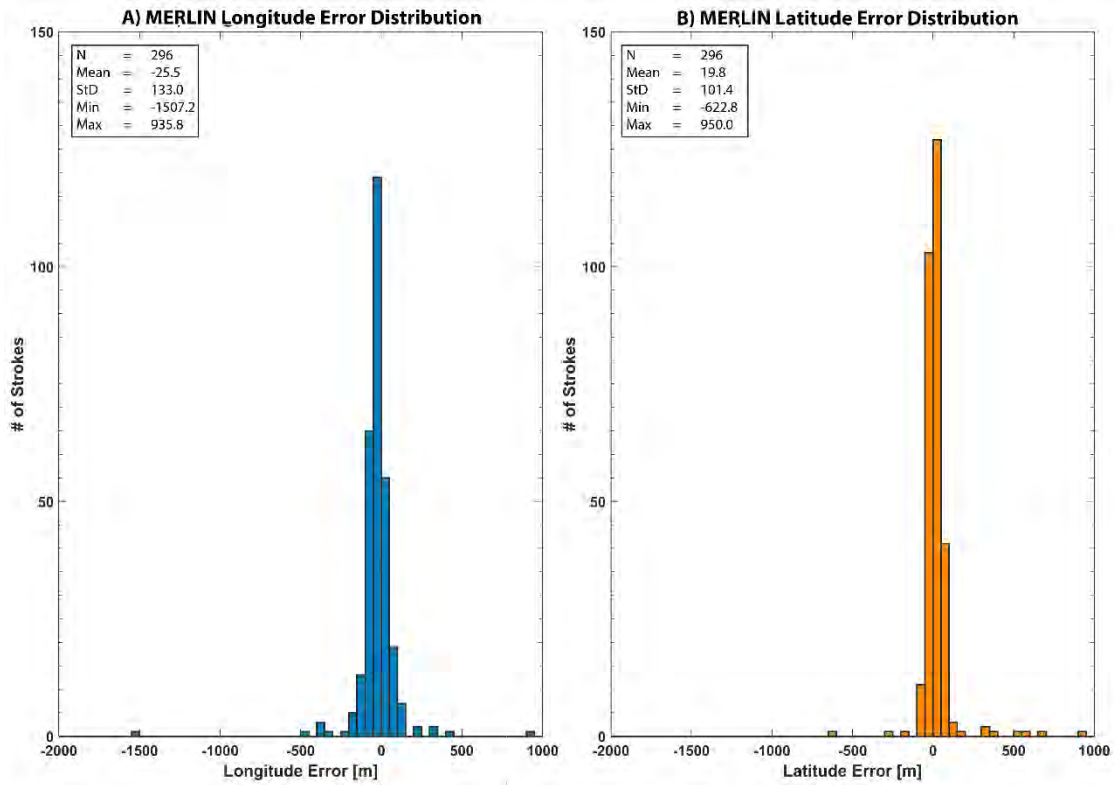 A) MERLIN Longitude Error Distribution
150
N = 296
Mean = -25.5
StD = 133.0
Min = -1507.2
Max = 935.8
100
# of Strokes
50
0
-2000 -1500 -1000 -500 0 500 1000
Longitude Error [m]
B) MERLIN Latitude Error Distribution
150
N = 296
Mean = 19.8
StD = 101.4
Min = -622.8
Max = 950.0
100
# of Strokes
50
0
-2000 -1500 -1000 -500 0 500 1000
Latitude Error [m]